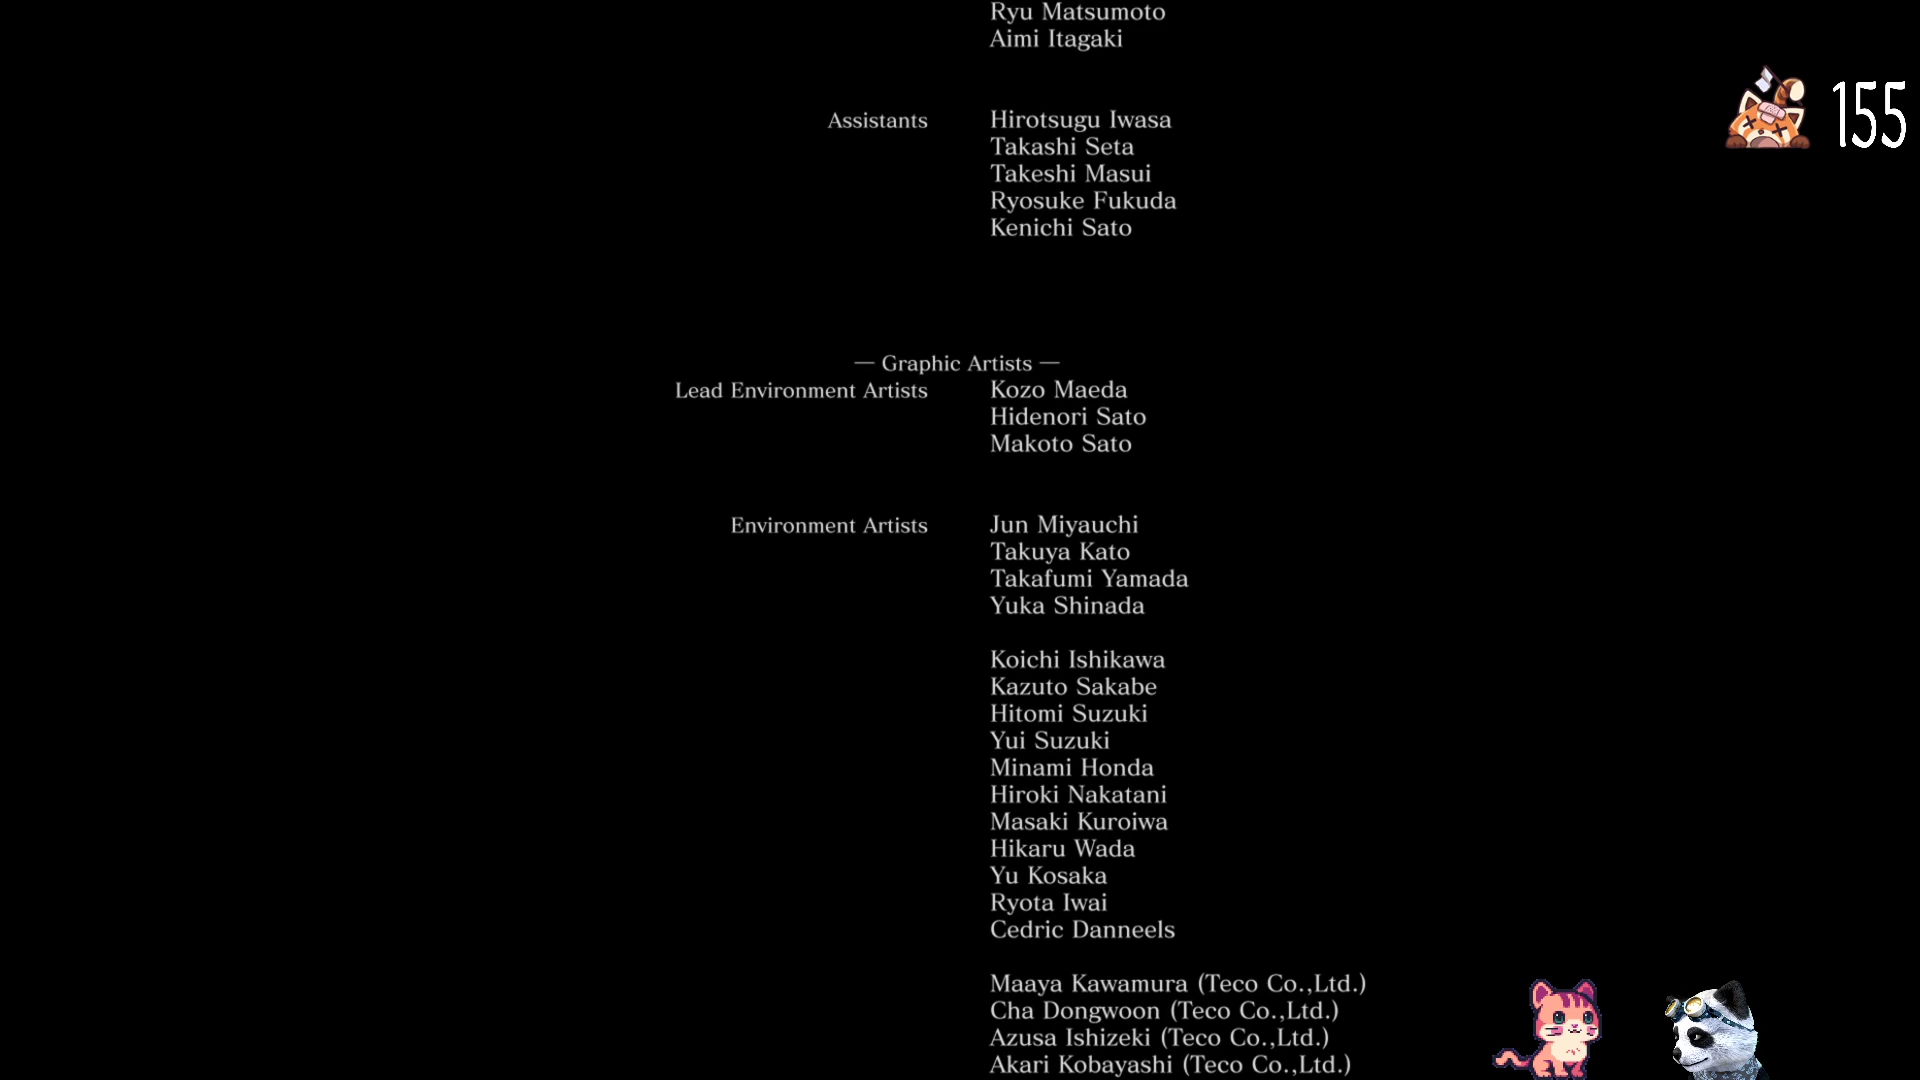 Ryu Matsumoto
Aimi Itagaki
Assistants Hirotsugu Iwasa
Takashi Seta
Takeshi Masui
Ryosuke Fukuda
Kenichi Sato
155
— Graphic Artists —
Lead Environment Artists Kozo Maeda
Hidenori Sato
Makoto Sato
Environment Artists Jun Miyauchi
Takuya Kato
Takafumi Yamada
Yuka Shinada
Koichi Ishikawa
Kazuto Sakabe
Hitomi Suzuki
Yui Suzuki
Minami Honda
Hiroki Nakatani
Masaki Kuroiwa
Hikaru Wada
Yu Kosaka
Ryota Iwai
Cedric Danneels
Maaya Kawamura (Teco Co.,Ltd.)
Cha Dongwoon (Teco Co.,Ltd.)
Azusa Ishizeki (Teco Co.,Ltd.)
Akari Kobayashi (Teco Co.,Ltd.)